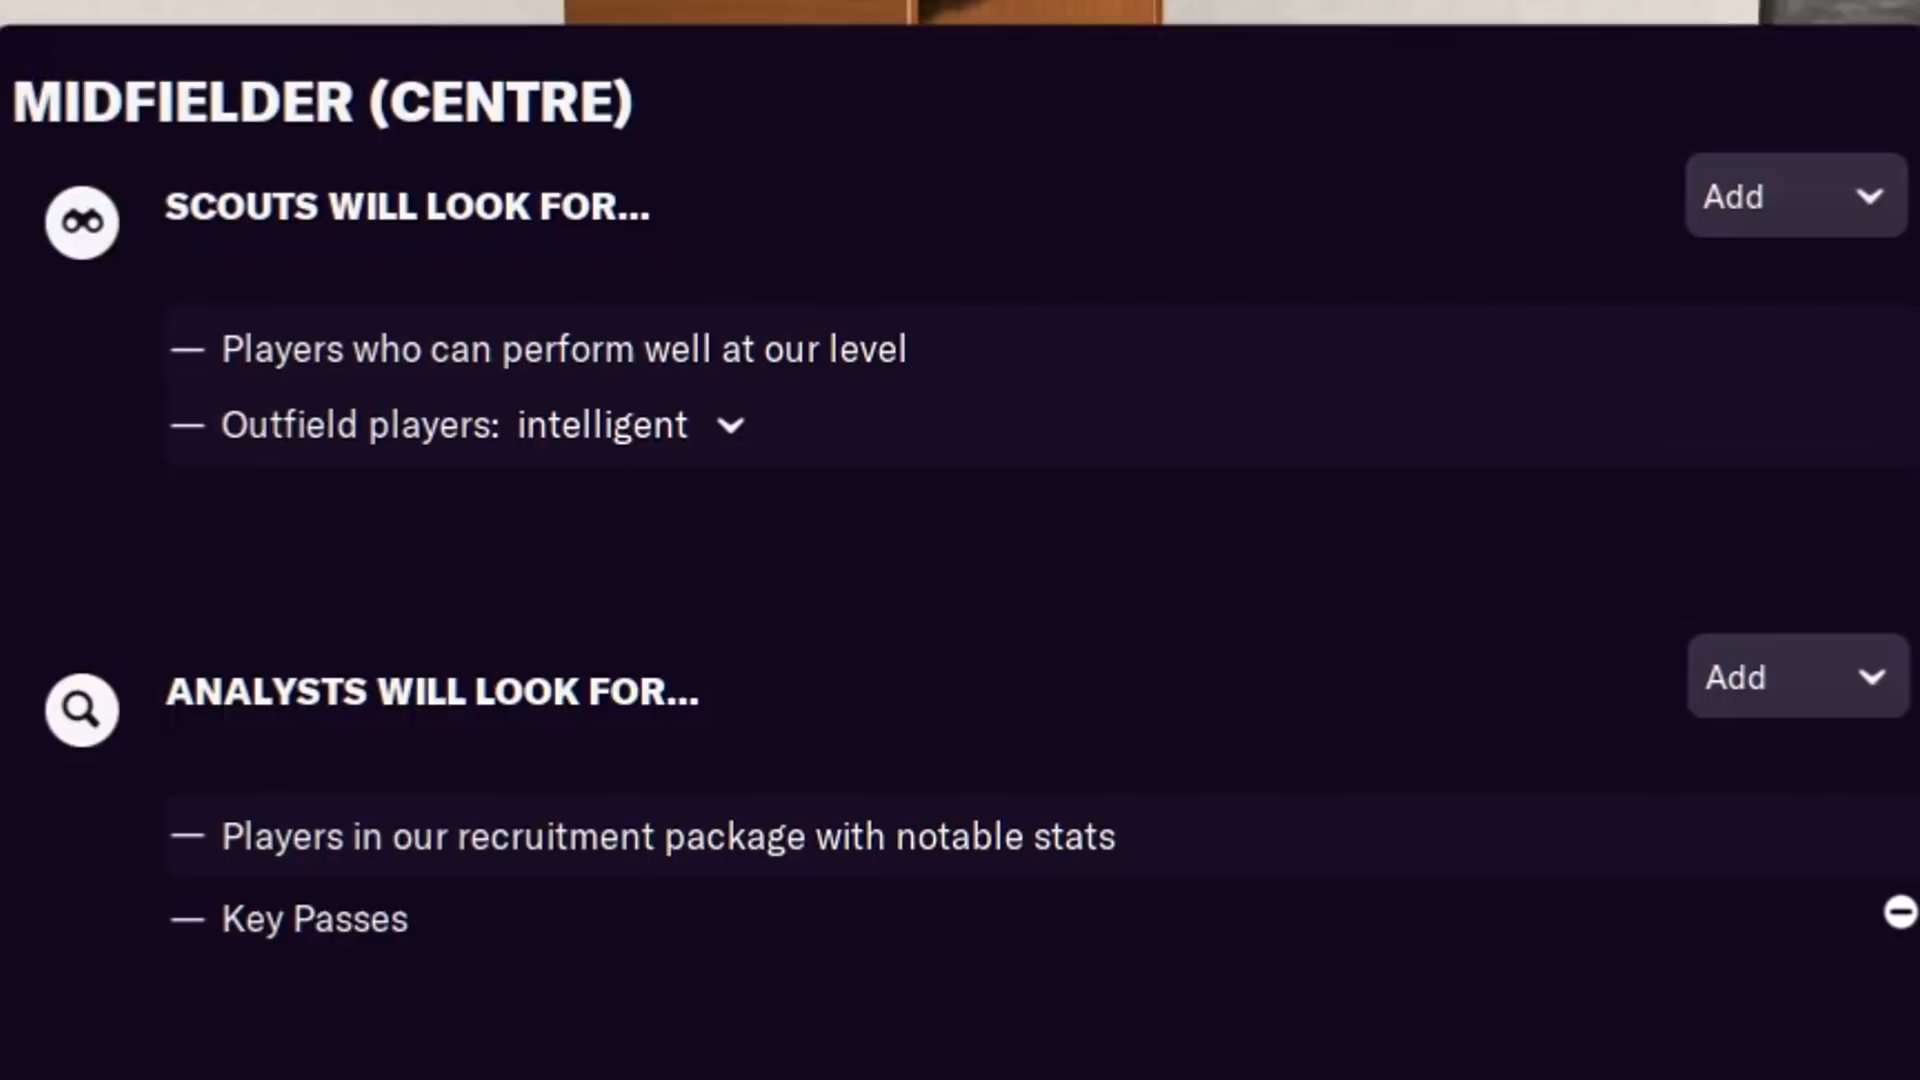 MIDFIELDER (CENTRE)
SCOUTS WILL LOOK FOR...
Add
— Players who can perform well at our level
— Outfield players: intelligent
ANALYSTS WILL LOOK FOR...
Add
— Players in our recruitment package with notable stats
— Key Passes